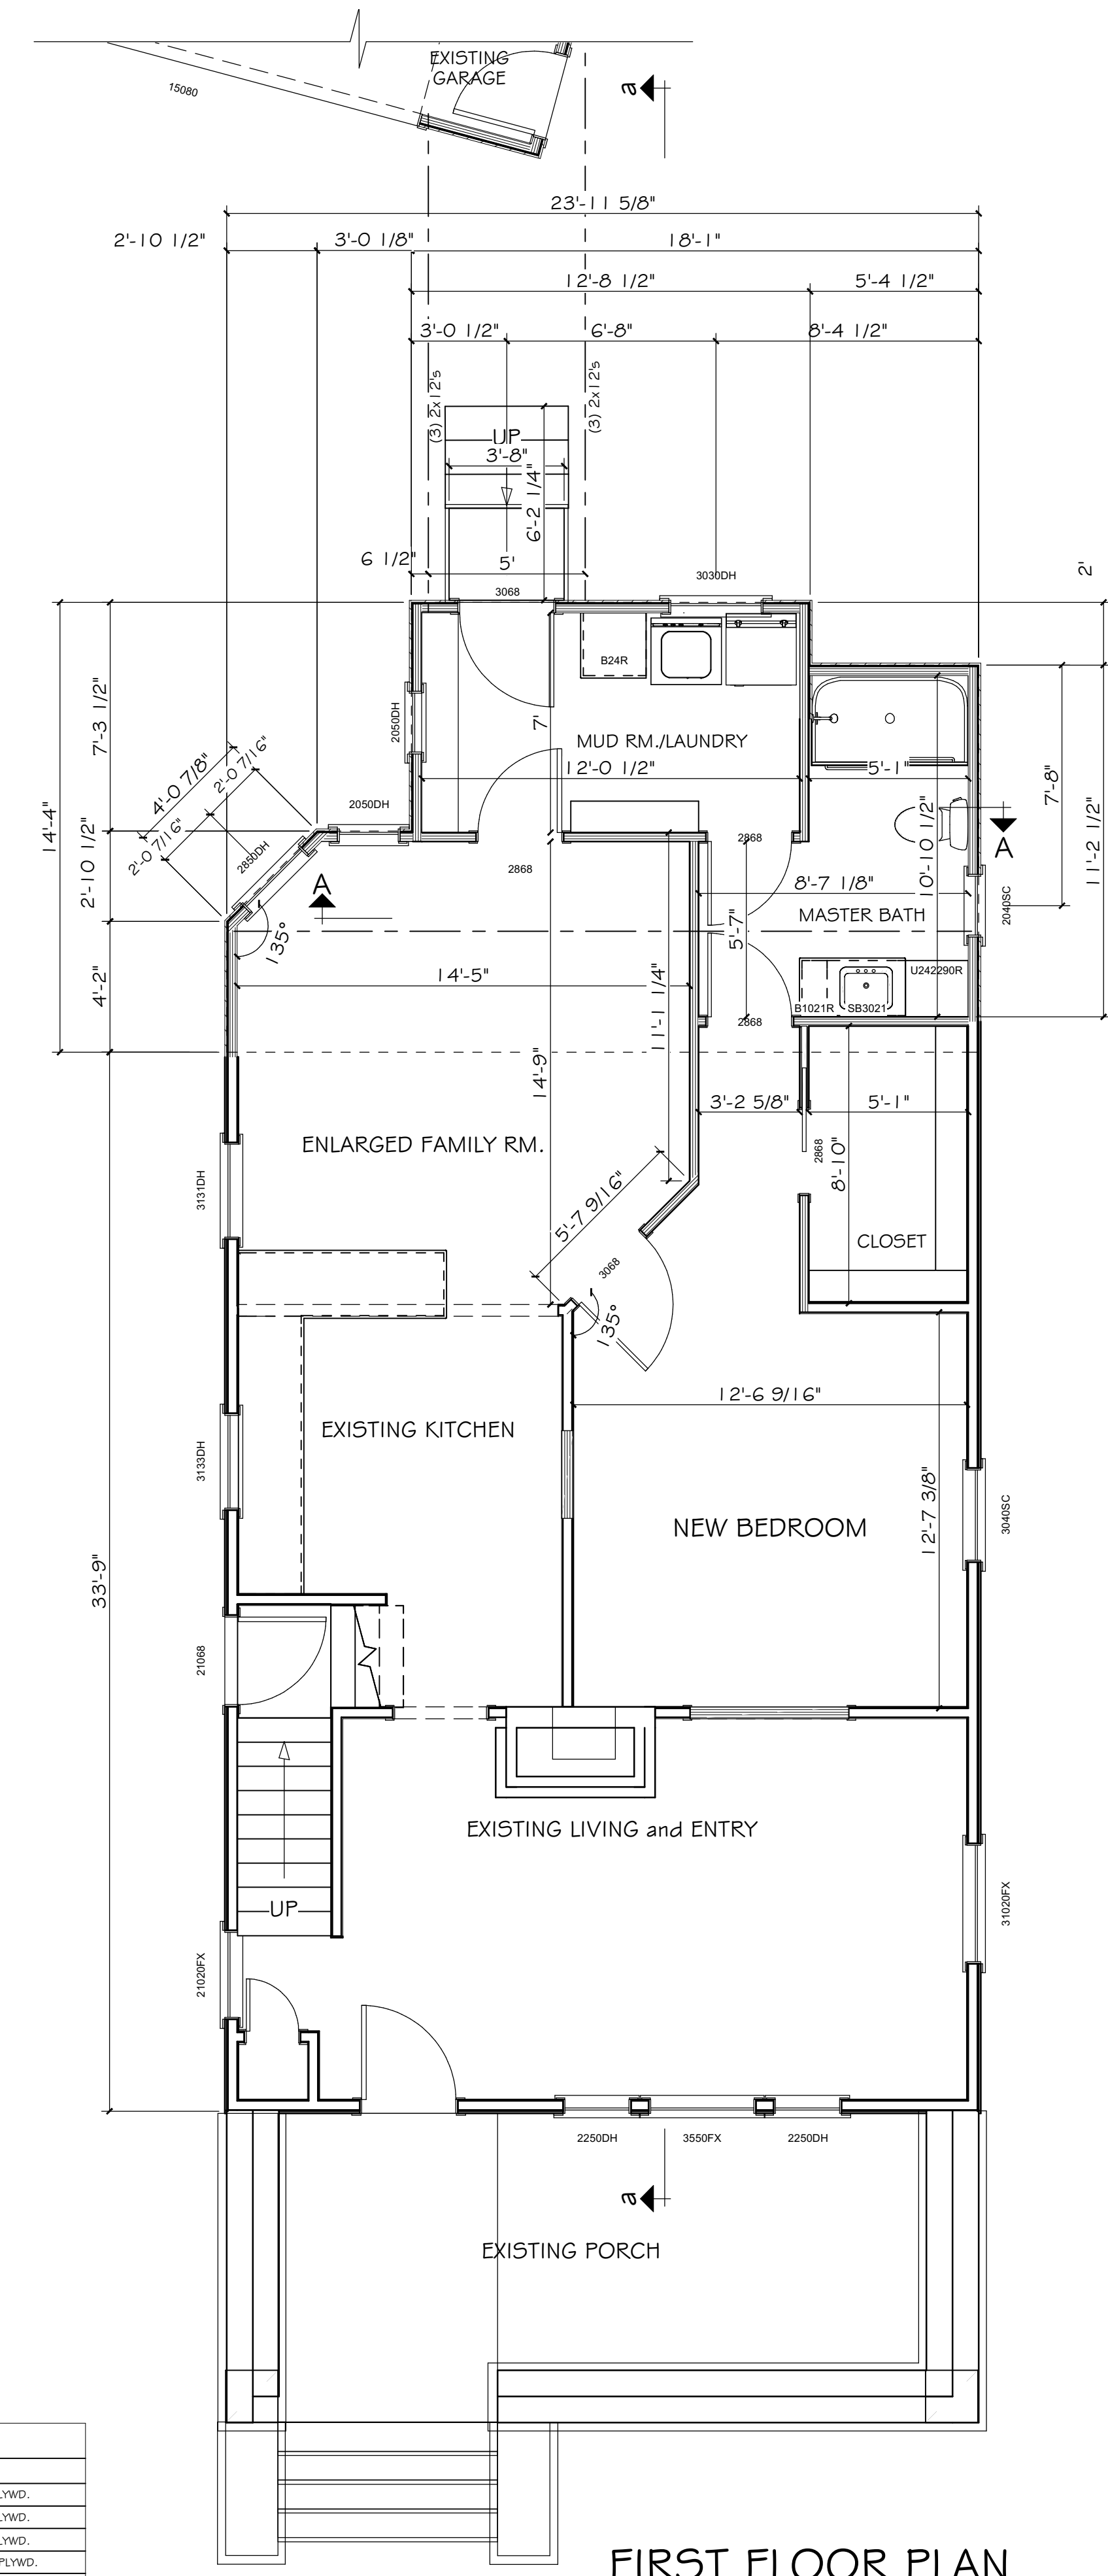 EXISTING
GARAGE
15080
a
23'-11 5/8"
2'-10 1/2"
3'-0 1/8"
18'-1"
12'-8 1/2"
5'-4 1/2"
3'-0 1/2"
6'-8"
8'-4 1/2"
(3) 2x12's
(3) 2x12's
UP
3'-8"
6'-2 1/4"
6 1/2"
5'
3030DH
2'
3068
B24R
7'-3 1/2"
2050DH
7'
MUD RM./LAUNDRY
12'-0 1/2"
5'-1"
7'-8"
4'-0 7/8"
2'-0 7/16"
2'-0 7/16"
2050DH
14'-4"
2'-10 1/2"
2850DH
2868
2868
A
A
10'-10 1/2"
11'-2 1/2"
8'-7 1/8"
2040SC
MASTER BATH
5'-7"
135°
4'-2"
14'-5"
11'-1 1/4"
U242290R
B1021R
SB3021
2868
14'-9"
3'-2 5/8"
5'-1"
ENLARGED FAMILY RM.
2868
8'-10"
3131DH
5'-7 9/16"
CLOSET
3068
135°
12'-6 9/16"
EXISTING KITCHEN
3133DH
NEW BEDROOM
12'-7 3/8"
3040SC
33'-9"
21068
EXISTING LIVING and ENTRY
UP
31020FX
21020FX
2250DH
3550FX
2250DH
a
EXISTING PORCH
LYWD.
LYWD.
LYWD.
PLYWD.
FIRST FLOOR PLAN